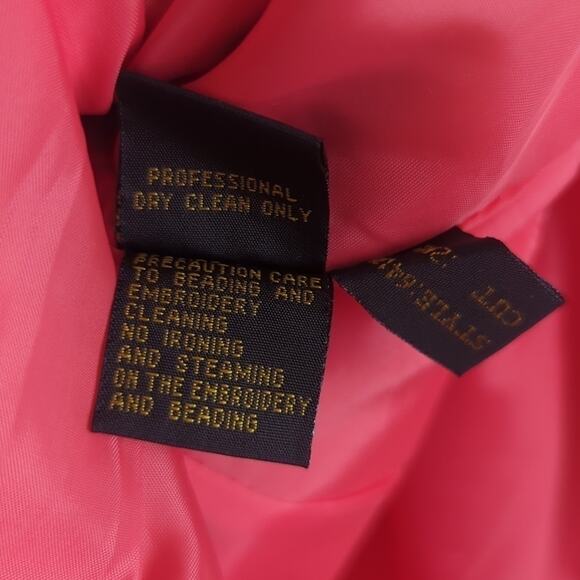 PROFESSIONAL
DRY CLEAN ONLY
PRECAUTION CARE
TO BEADING AND
EMBROIDERY
CLEANING
NO IRONING
AND STEAMING
ON THE EMBROIDERY
AND BEADING
STYLE:
CUT